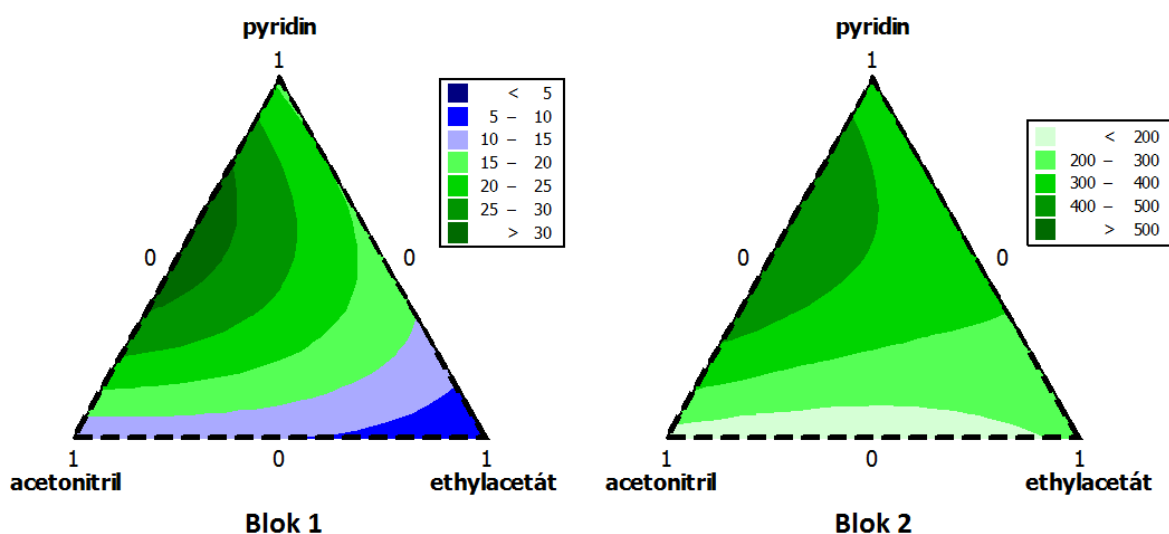 pyridin
1
< 5
5 – 10
10 – 15
15 – 20
20 – 25
25 – 30
> 30
0
0
1
0
1
acetonitril
ethylacetát
Blok 1
pyridin
1
< 200
200 – 300
300 – 400
400 – 500
> 500
0
0
1
0
1
acetonitril
ethylacetát
Blok 2